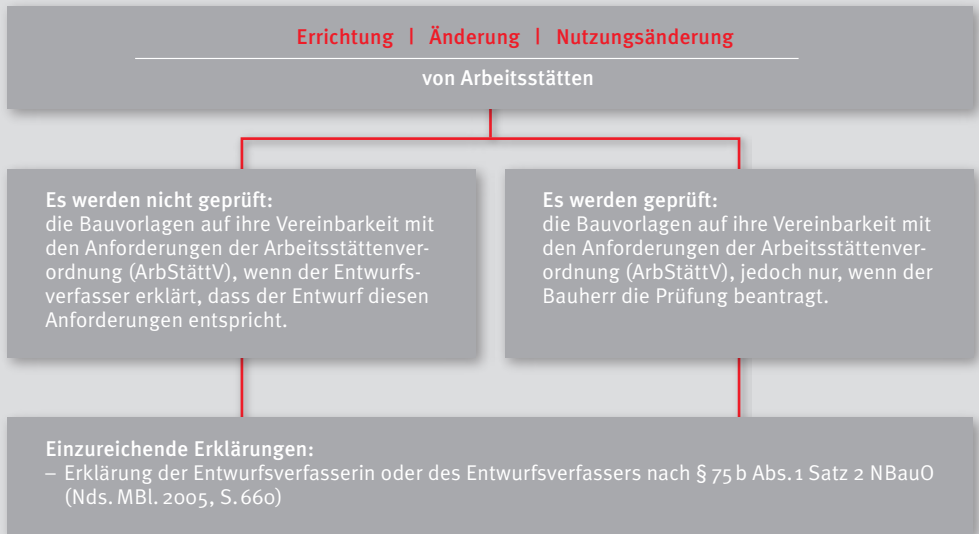 Errichtung | Änderung | Nutzungsänderung
von Arbeitsstätten
Es werden nicht geprüft:
die Bauvorlagen auf ihre Vereinbarkeit mit
den Anforderungen der Arbeitsstättenver-
ordnung (ArbStättV), wenn der Entwurfs-
verfasser erklärt, dass der Entwurf diesen
Anforderungen entspricht.
Es werden geprüft:
die Bauvorlagen auf ihre Vereinbarkeit mit
den Anforderungen der Arbeitsstättenver-
ordnung (ArbStättV), jedoch nur, wenn der
Bauherr die Prüfung beantragt.
Einzureichende Erklärungen:
– Erklärung der Entwurfsverfasserin oder des Entwurfsverfassers nach § 75 b Abs. 1 Satz 2 NBauO
(Nds. MBl. 2005, S. 660)